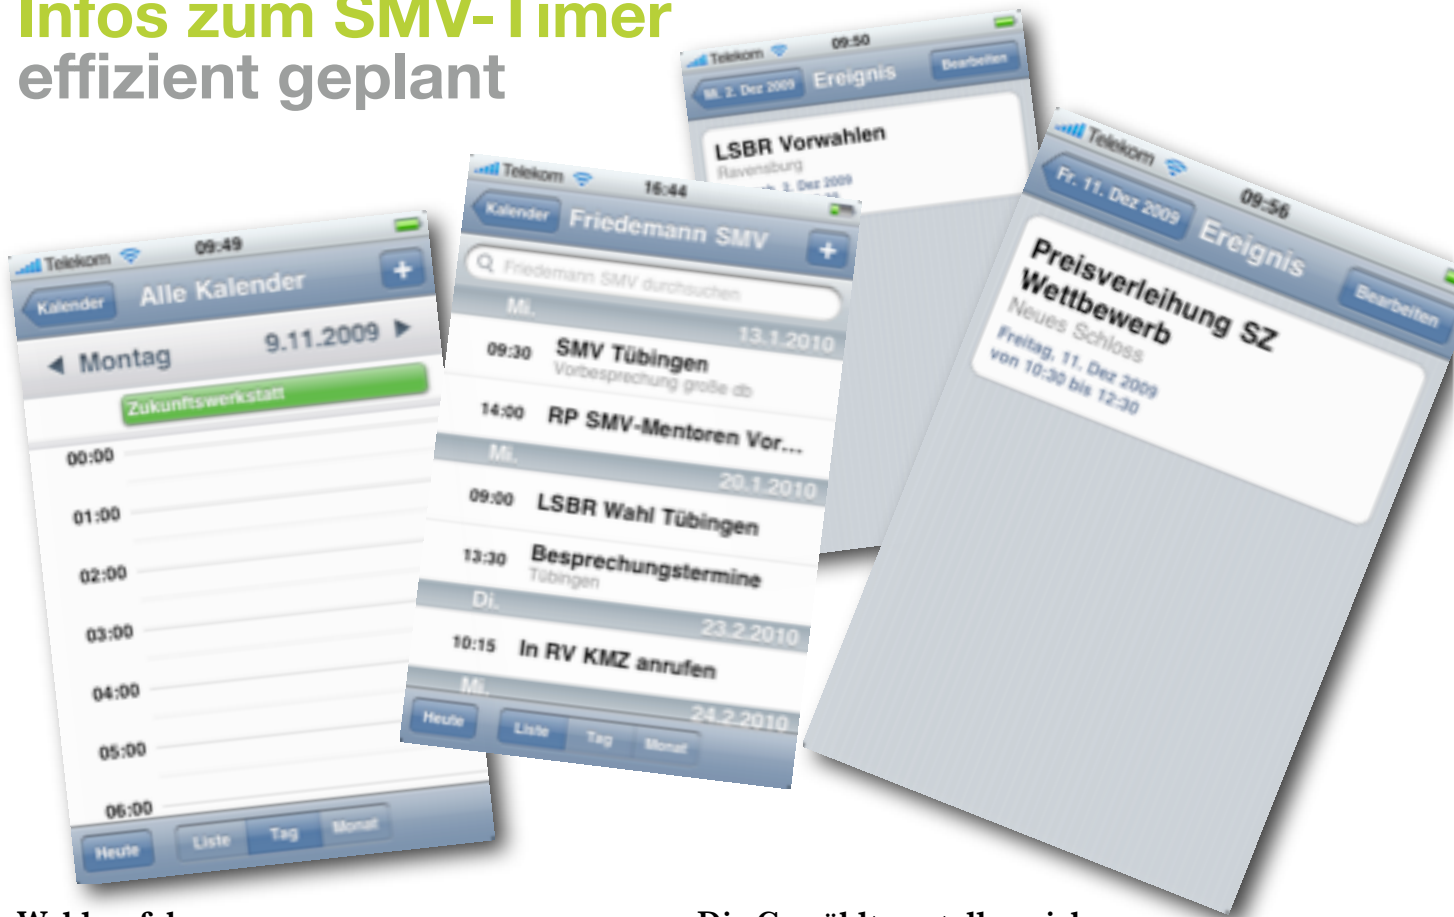 Infos zum SMV-Timer
effizient geplant
Telekom 09:49
Kalender Alle Kalender +
Montag 9.11.2009
Zukunftswerkstatt
00:00
01:00
02:00
03:00
04:00
05:00
06:00
Heute Liste Tag Monat
Telekom 16:44
Kalender Friedemann SMV +
Friedemann SMV durchsuchen
Mi. 13.1.2010
09:30 SMV Tübingen
Vorbesprechung große db
14:00 RP SMV-Mentoren Vor...
Mi. 20.1.2010
09:00 LSBR Wahl Tübingen
13:30 Besprechungstermine
Tübingen
Di. 23.2.2010
10:15 In RV KMZ anrufen
Mi. 24.2.2010
Heute Liste Tag Monat
Telekom 09:50
Mi. 2. Dez 2009 Ereignis Bearbeiten
LSBR Vorwahlen
Ravensburg
2. Dez 2009
Telekom 09:56
Fr. 11. Dez 2009 Ereignis Bearbeiten
Preisverleihung SZ
Wettbewerb
Neues Schloss
Freitag, 11. Dez 2009
von 10:30 bis 12:30